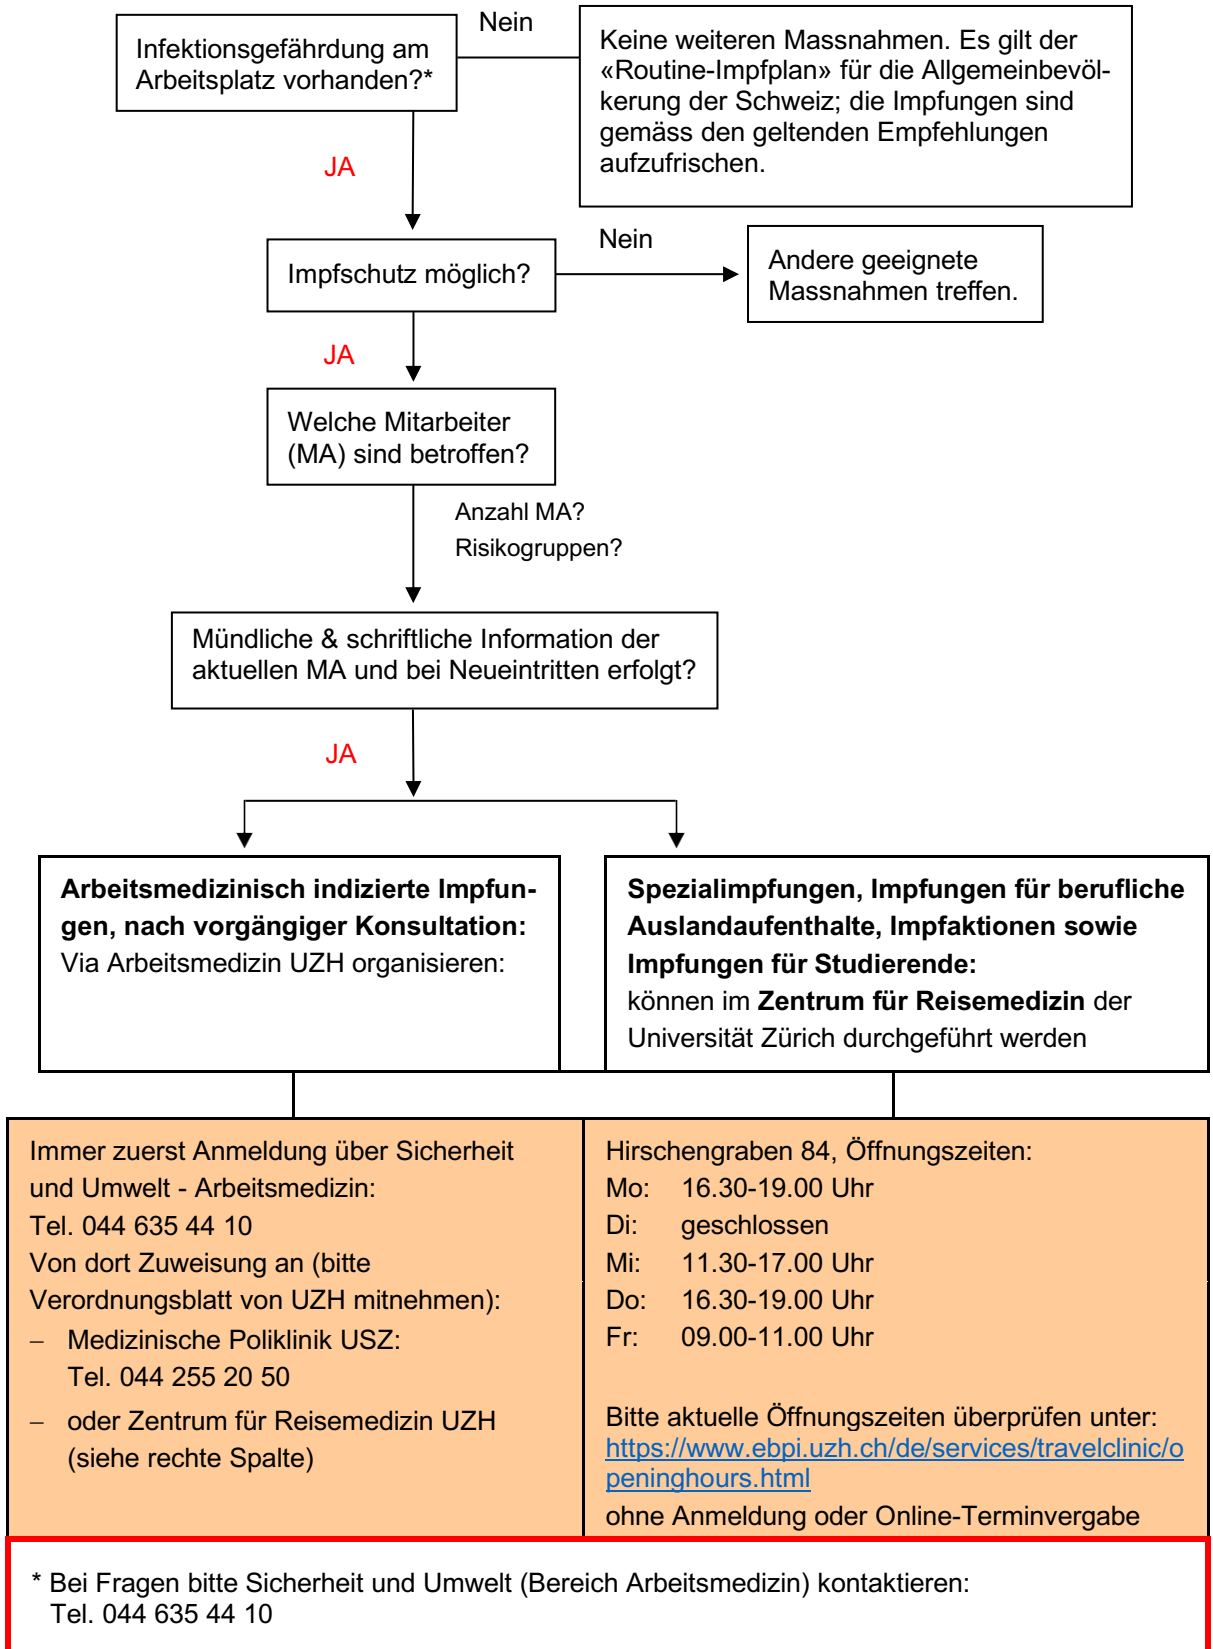 Infektionsgefährdung am
Arbeitsplatz vorhanden?*
Nein
Keine weiteren Massnahmen. Es gilt der
«Routine-Impfplan» für die Allgemeinbevöl-
kerung der Schweiz; die Impfungen sind
gemäss den geltenden Empfehlungen
aufzufrischen.
JA
Impfschutz möglich?
Nein
Andere geeignete
Massnahmen treffen.
JA
Welche Mitarbeiter
(MA) sind betroffen?
Anzahl MA?
Risikogruppen?
Mündliche & schriftliche Information der
aktuellen MA und bei Neueintritten erfolgt?
JA
Arbeitsmedizinisch indizierte Impfun-
gen, nach vorgängiger Konsultation:
Via Arbeitsmedizin UZH organisieren:
Spezialimpfungen, Impfungen für berufliche
Auslandaufenthalte, Impfaktionen sowie
Impfungen für Studierende:
können im Zentrum für Reisemedizin der
Universität Zürich durchgeführt werden
Immer zuerst Anmeldung über Sicherheit
und Umwelt - Arbeitsmedizin:
Tel. 044 635 44 10
Von dort Zuweisung an (bitte
Verordnungsblatt von UZH mitnehmen):
– Medizinische Poliklinik USZ:
Tel. 044 255 20 50
– oder Zentrum für Reisemedizin UZH
(siehe rechte Spalte)
Hirschengraben 84, Öffnungszeiten:
Mo: 16.30-19.00 Uhr
Di: geschlossen
Mi: 11.30-17.00 Uhr
Do: 16.30-19.00 Uhr
Fr: 09.00-11.00 Uhr
Bitte aktuelle Öffnungszeiten überprüfen unter:
https://www.ebpi.uzh.ch/de/services/travelclinic/o
peninghours.html
ohne Anmeldung oder Online-Terminvergabe
* Bei Fragen bitte Sicherheit und Umwelt (Bereich Arbeitsmedizin) kontaktieren:
Tel. 044 635 44 10